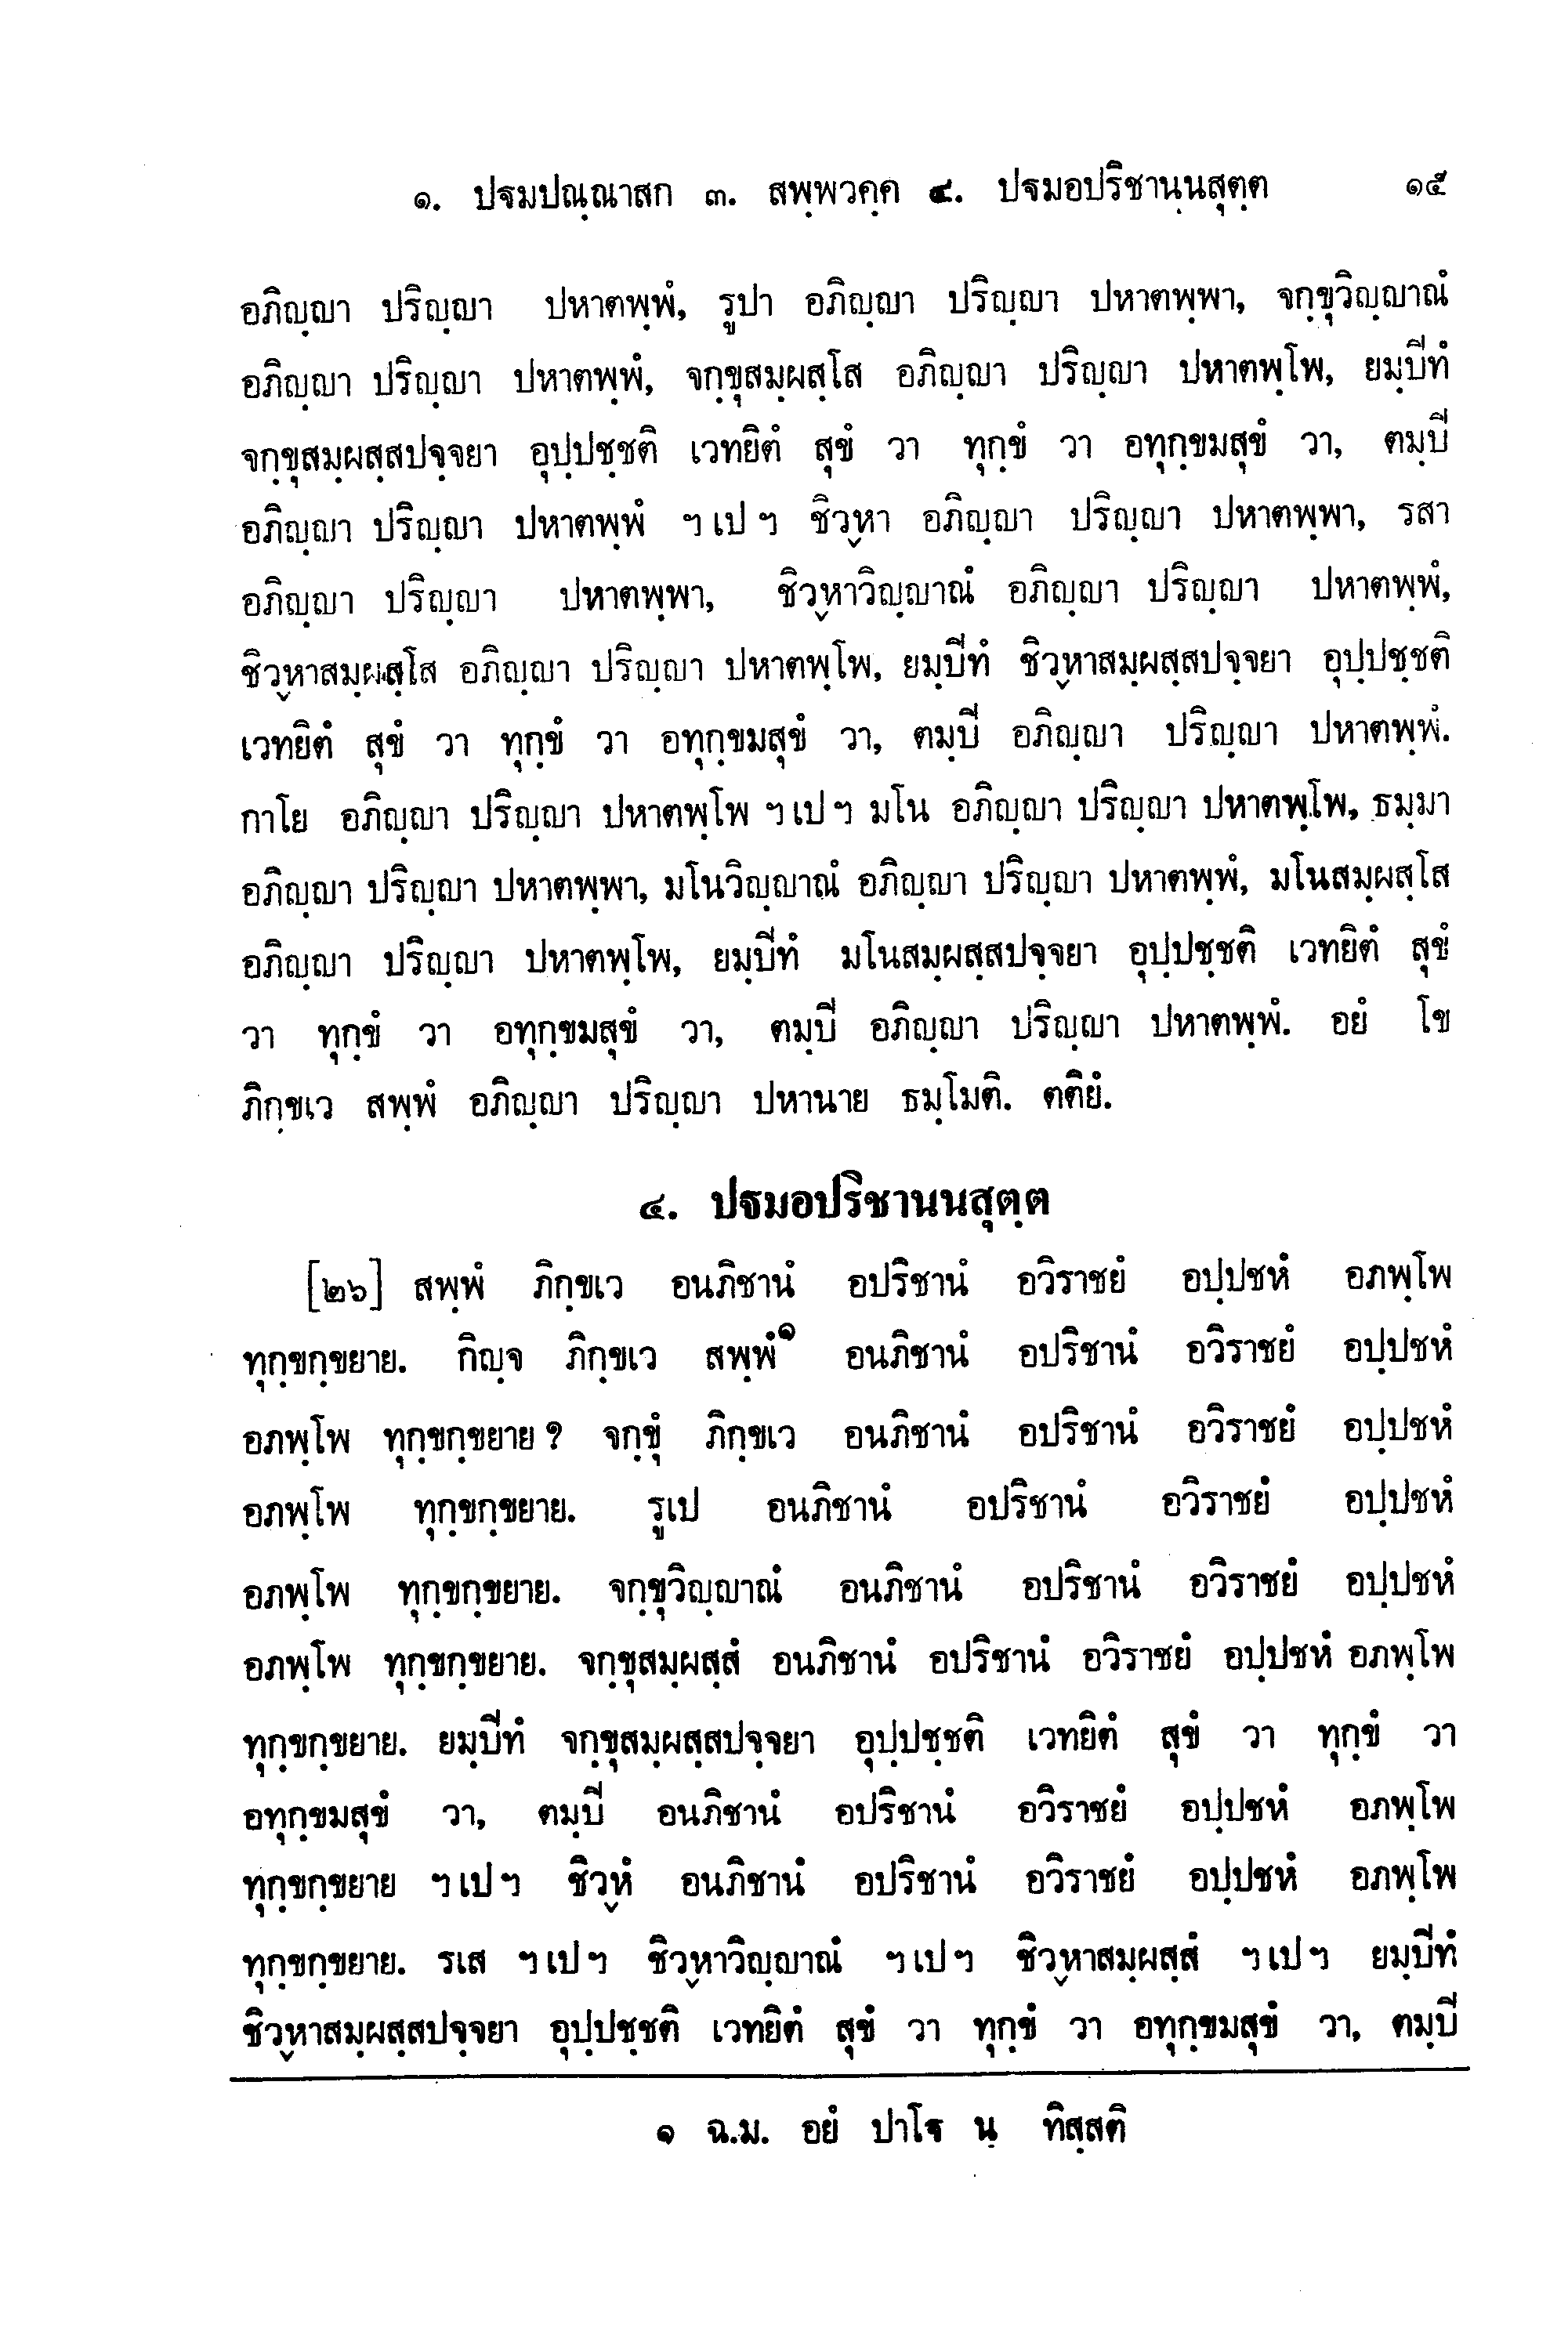 ๑. ปฐมปณฺณาสก ๓. สพฺพวคฺค ๔. ปฐมอปริชานฺนสุตฺต ๑๕
อภิญฺญา ปริญฺญา ปหาตพฺพํ, รูปา อภิญฺญา ปริญฺญา ปหาตพฺพา, จกฺขุวิญฺญาณํ
อภิญฺญา ปริญฺญา ปหาตพฺพํ, จกฺขุสมฺผสฺโส อภิญฺญา ปริญฺญา ปหาตพฺโพ, ยมฺปีทํ
จกฺขุสมฺผสฺสปจฺจยา อุปฺปชฺชติ เวทยิตํ สุขํ วา ทุกฺขํ วา อทุกฺขมสุขํ วา, ตมฺปี
อภิญฺญา ปริญฺญา ปหาตพฺพํ ฯ เป ฯ ชิวฺหา อภิญฺญา ปริญฺญา ปหาตพฺพา, รสา
อภิญฺญา ปริญฺญา ปหาตพฺพา, ชิวฺหาวิญฺญาณํ อภิญฺญา ปริญฺญา ปหาตพฺพํ,
ชิวฺหาสมฺผสฺโส อภิญฺญา ปริญฺญา ปหาตพฺโพ, ยมฺปีทํ ชิวฺหาสมฺผสฺสปจฺจยา อุปฺปชฺชติ
เวทยิตํ สุขํ วา ทุกฺขํ วา อทุกฺขมสุขํ วา, ตมฺปี อภิญฺญา ปริญฺญา ปหาตพฺพํ.
กาโย อภิญฺญา ปริญฺญา ปหาตพฺโพ ฯ เป ฯ มโน อภิญฺญา ปริญฺญา ปหาตพฺโพ, ธมฺมา
อภิญฺญา ปริญฺญา ปหาตพฺพา, มโนวิญฺญาณํ อภิญฺญา ปริญฺญา ปหาตพฺพํ, มโนสมฺผสฺโส
อภิญฺญา ปริญฺญา ปหาตพฺโพ, ยมฺปีทํ มโนสมฺผสฺสปจฺจยา อุปฺปชฺชติ เวทยิตํ สุขํ
วา ทุกฺขํ วา อทุกฺขมสุขํ วา, ตมฺปี อภิญฺญา ปริญฺญา ปหาตพฺพํ. อยํ โข
ภิกฺขเว สพฺพํ อภิญฺญา ปริญฺญา ปหานาย ธมฺโมติ. ตติยํ.
๔. ปฐมอปริชานนสุตฺต
[๒๖] สพฺพํ ภิกฺขเว อนภิชานํ อปริชานํ อวิราชยํ อปฺปชหํ อภพฺโพ
ทุกฺขกฺขยาย. กิญฺจ ภิกฺขเว สพฺพํ๑ อนภิชานํ อปริชานํ อวิราชยํ อปฺปชหํ
อภพฺโพ ทุกฺขกฺขยาย ? จกฺขุํ ภิกฺขเว อนภิชานํ อปริชานํ อวิราชยํ อปฺปชหํ
อภพฺโพ ทุกฺขกฺขยาย. รูเป อนภิชานํ อปริชานํ อวิราชยํ อปฺปชหํ
อภพฺโพ ทุกฺขกฺขยาย. จกฺขุวิญฺญาณํ อนภิชานํ อปริชานํ อวิราชยํ อปฺปชหํ
อภพฺโพ ทุกฺขกฺขยาย. จกฺขุสมฺผสฺสํ อนภิชานํ อปริชานํ อวิราชยํ อปฺปชหํ อภพฺโพ
ทุกฺขกฺขยาย. ยมฺปีทํ จกฺขุสมฺผสฺสปจฺจยา อุปฺปชฺชติ เวทยิตํ สุขํ วา ทุกฺขํ วา
อทุกฺขมสุขํ วา, ตมฺปี อนภิชานํ อปริชานํ อวิราชยํ อปฺปชหํ อภพฺโพ
ทุกฺขกฺขยาย ฯ เป ฯ ชิวฺหํ อนภิชานํ อปริชานํ อวิราชยํ อปฺปชหํ อภพฺโพ
ทุกฺขกฺขยาย. รเส ฯ เป ฯ ชิวฺหาวิญฺญาณํ ฯ เป ฯ ชิวฺหาสมฺผสฺสํ ฯ เป ฯ ยมฺปีทํ
ชิวฺหาสมฺผสฺสปจฺจยา อุปฺปชฺชติ เวทยิตํ สุขํ วา ทุกฺขํ วา อทุกฺขมสุขํ วา, ตมฺปี
๑ ฉ.ม. อยํ ปาโฐ นฺ ทิสฺสติ